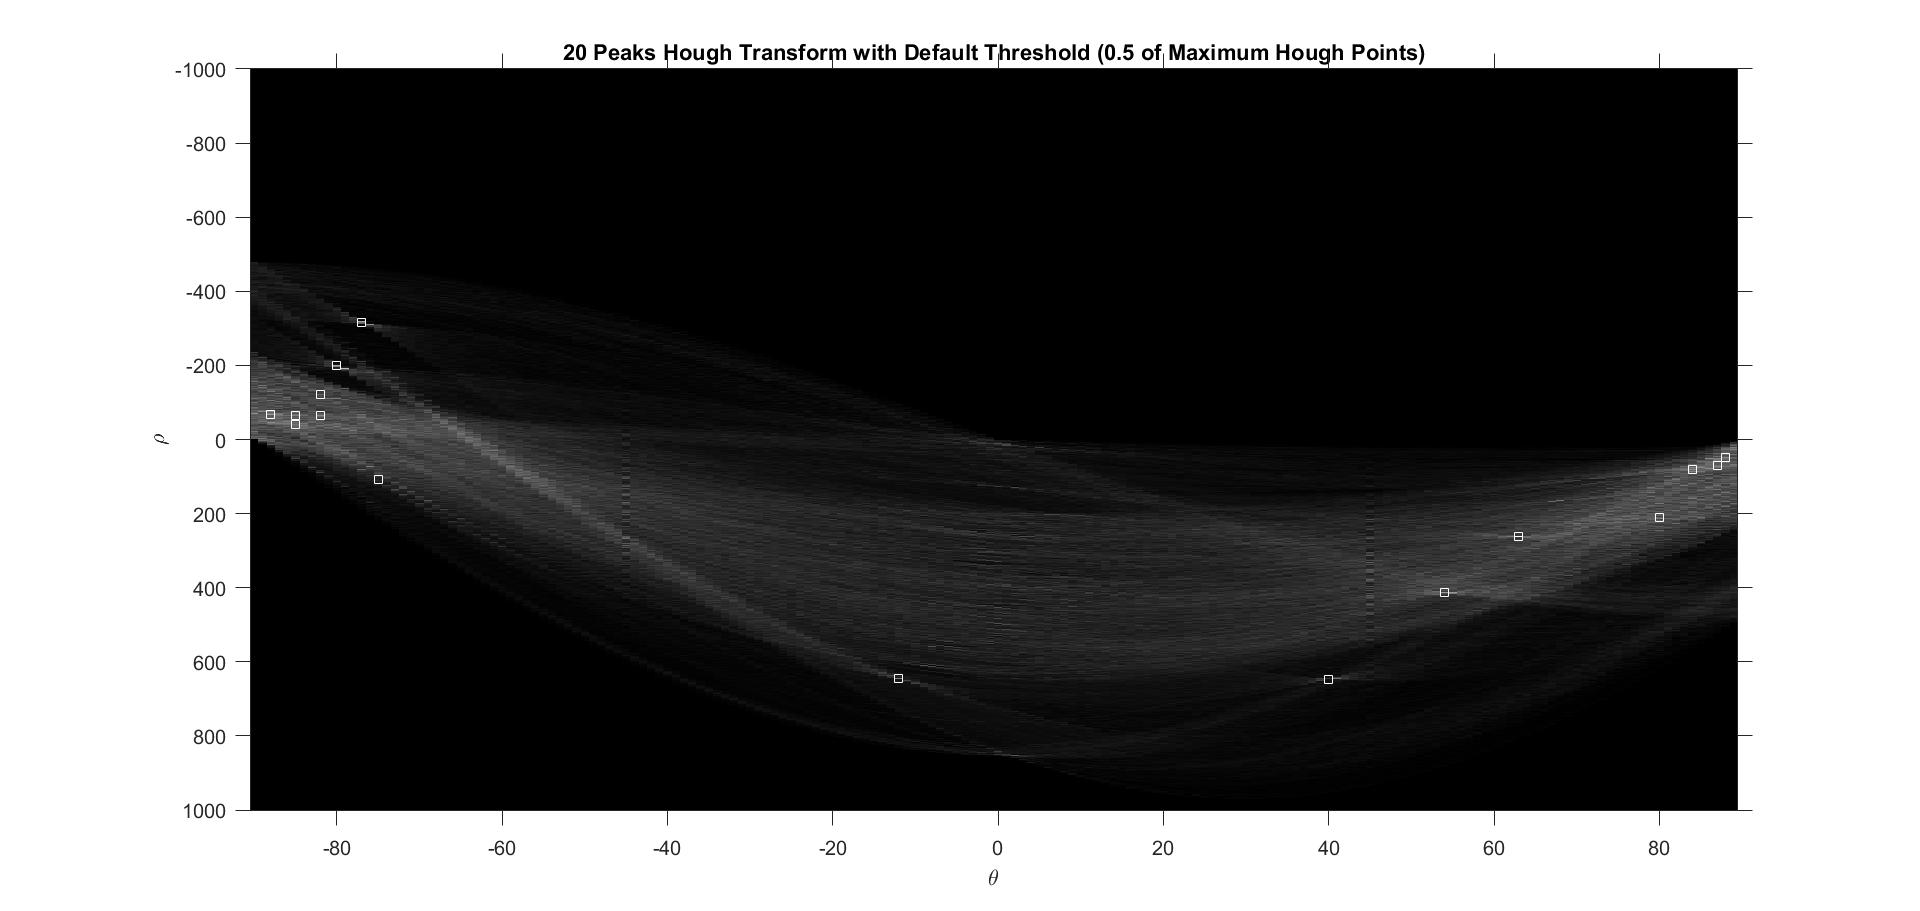 20 Peaks Hough Transform with Default Threshold (0.5 of Maximum Hough Points)
-1000
-800
-600
-400
-200
0
200
400
600
800
1000
ρ
-80 -60 -40 -20 0 20 40 60 80
θ